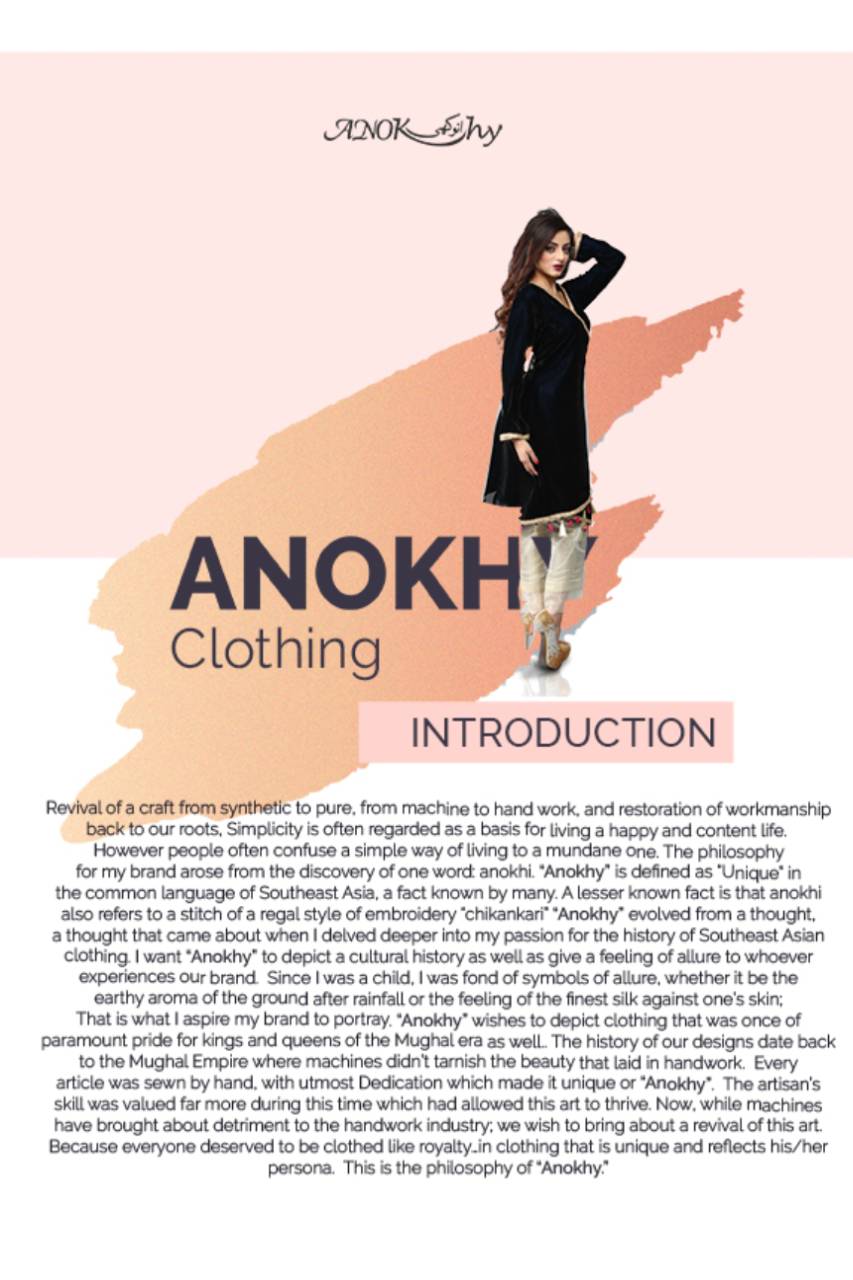 ANOK انوکھی hy
ANOKHY
Clothing
INTRODUCTION
Revival of a craft from synthetic to pure, from machine to hand work, and restoration of workmanship
back to our roots, Simplicity is often regarded as a basis for living a happy and content life.
However people often confuse a simple way of living to a mundane one. The philosophy
for my brand arose from the discovery of one word: anokhi. "Anokhy" is defined as "Unique" in
the common language of Southeast Asia, a fact known by many. A lesser known fact is that anokhi
also refers to a stitch of a regal style of embroidery "chikankari" "Anokhy" evolved from a thought,
a thought that came about when I delved deeper into my passion for the history of Southeast Asian
clothing. I want "Anokhy" to depict a cultural history as well as give a feeling of allure to whoever
experiences our brand. Since I was a child, I was fond of symbols of allure, whether it be the
earthy aroma of the ground after rainfall or the feeling of the finest silk against one's skin;
That is what I aspire my brand to portray. "Anokhy" wishes to depict clothing that was once of
paramount pride for kings and queens of the Mughal era as well.. The history of our designs date back
to the Mughal Empire where machines didn't tarnish the beauty that laid in handwork. Every
article was sewn by hand, with utmost Dedication which made it unique or "Anokhy". The artisan's
skill was valued far more during this time which had allowed this art to thrive. Now, while machines
have brought about detriment to the handwork industry; we wish to bring about a revival of this art.
Because everyone deserved to be clothed like royalty..in clothing that is unique and reflects his/her
persona. This is the philosophy of "Anokhy."